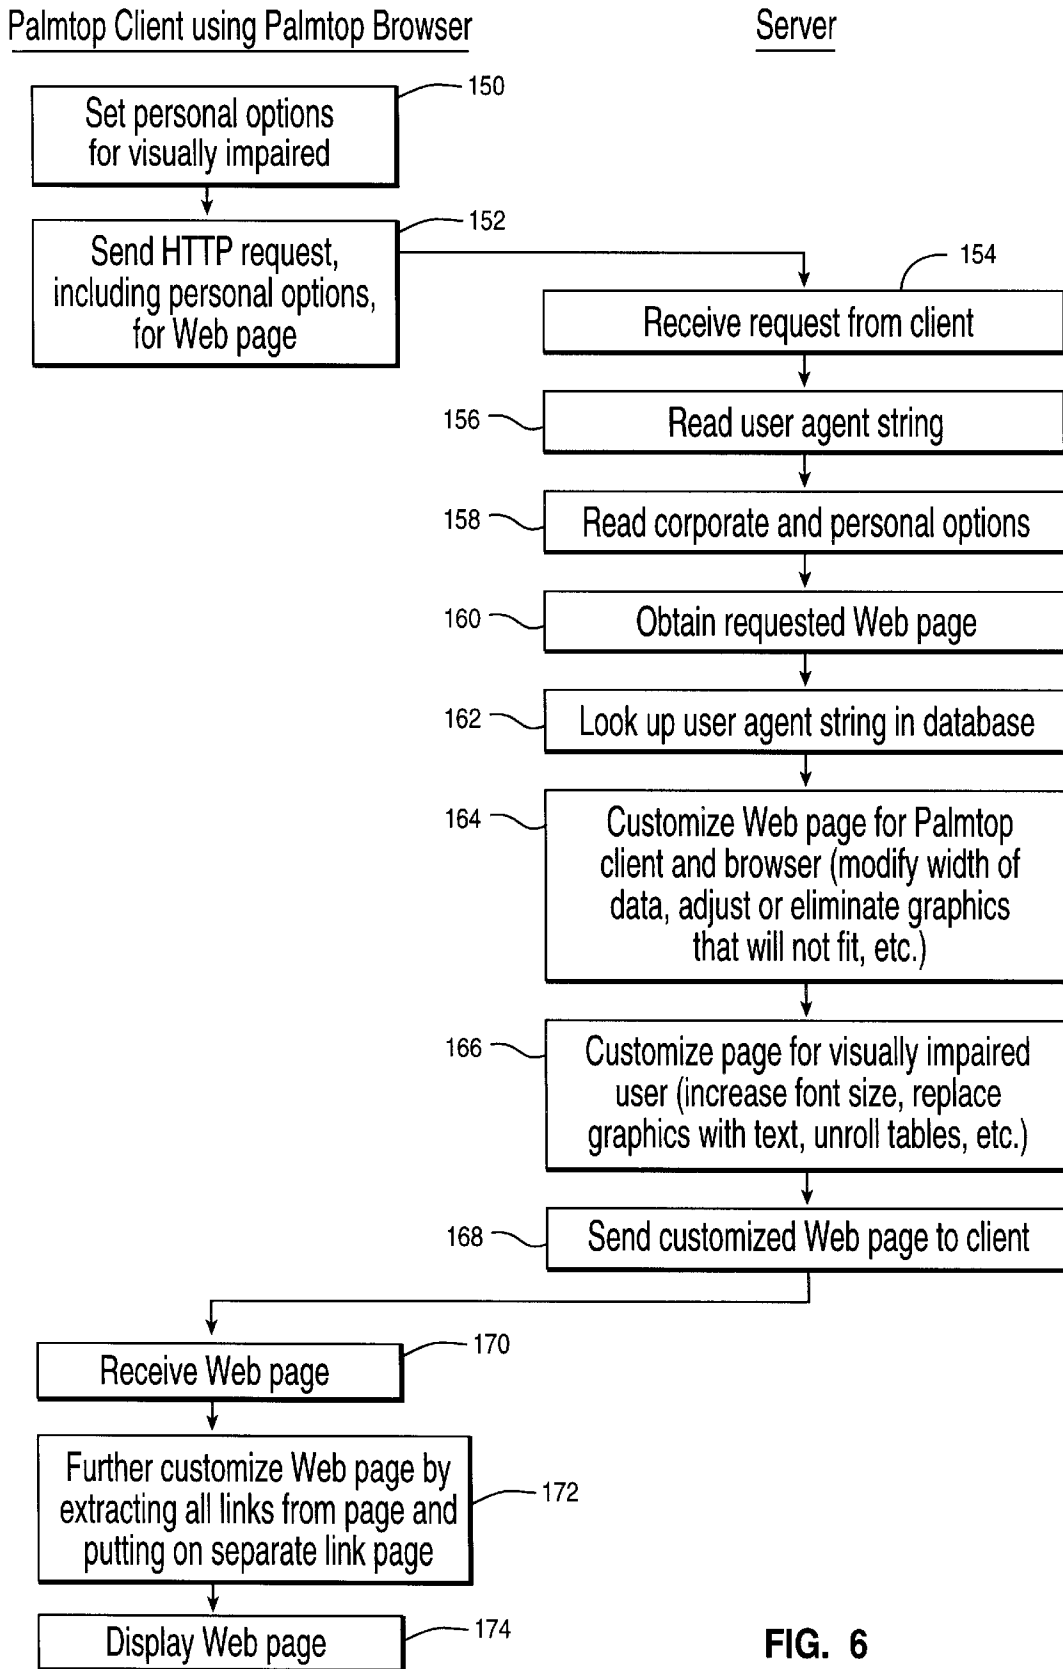 Palmtop Client using Palmtop Browser
Server
150
Set personal options
for visually impaired
152
Send HTTP request,
including personal options,
for Web page
154
Receive request from client
156
Read user agent string
158
Read corporate and personal options
160
Obtain requested Web page
162
Look up user agent string in database
164
Customize Web page for Palmtop
client and browser (modify width of
data, adjust or eliminate graphics
that will not fit, etc.)
166
Customize page for visually impaired
user (increase font size, replace
graphics with text, unroll tables, etc.)
168
Send customized Web page to client
170
Receive Web page
Further customize Web page by
extracting all links from page and
putting on separate link page
172
Display Web page
174
FIG. 6